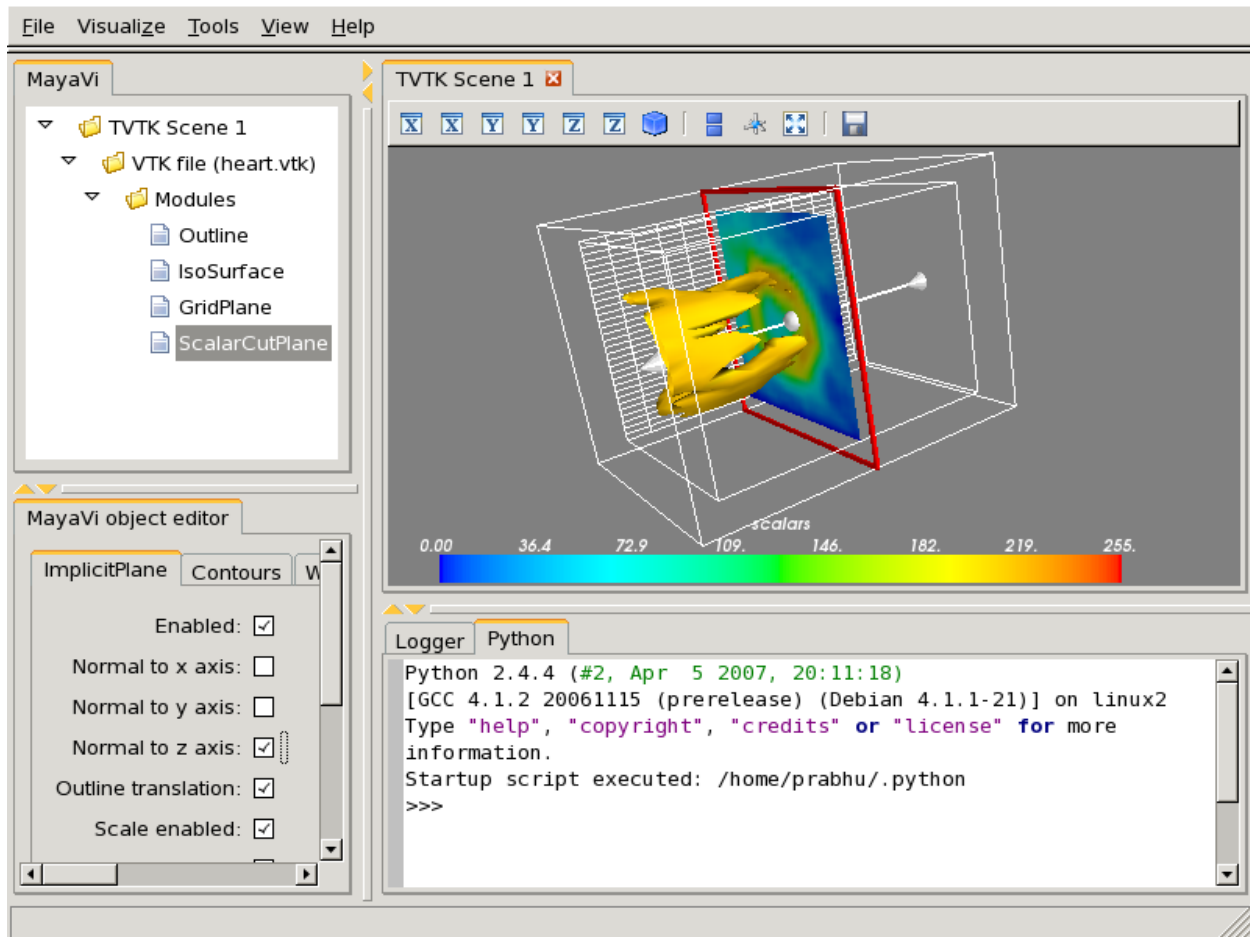 File Visualize Tools View Help
MayaVi
TVTK Scene 1
VTK file (heart.vtk)
Modules
Outline
IsoSurface
GridPlane
ScalarCutPlane
TVTK Scene 1
X X Y Y Z Z
scalars
0.00 36.4 72.9 109. 146. 182. 219. 255.
MayaVi object editor
ImplicitPlane Contours W
Enabled:
Normal to x axis:
Normal to y axis:
Normal to z axis:
Outline translation:
Scale enabled:
Logger Python
Python 2.4.4 (#2, Apr  5 2007, 20:11:18)
[GCC 4.1.2 20061115 (prerelease) (Debian 4.1.1-21)] on linux2
Type "help", "copyright", "credits" or "license" for more
information.
Startup script executed: /home/prabhu/.python
>>>